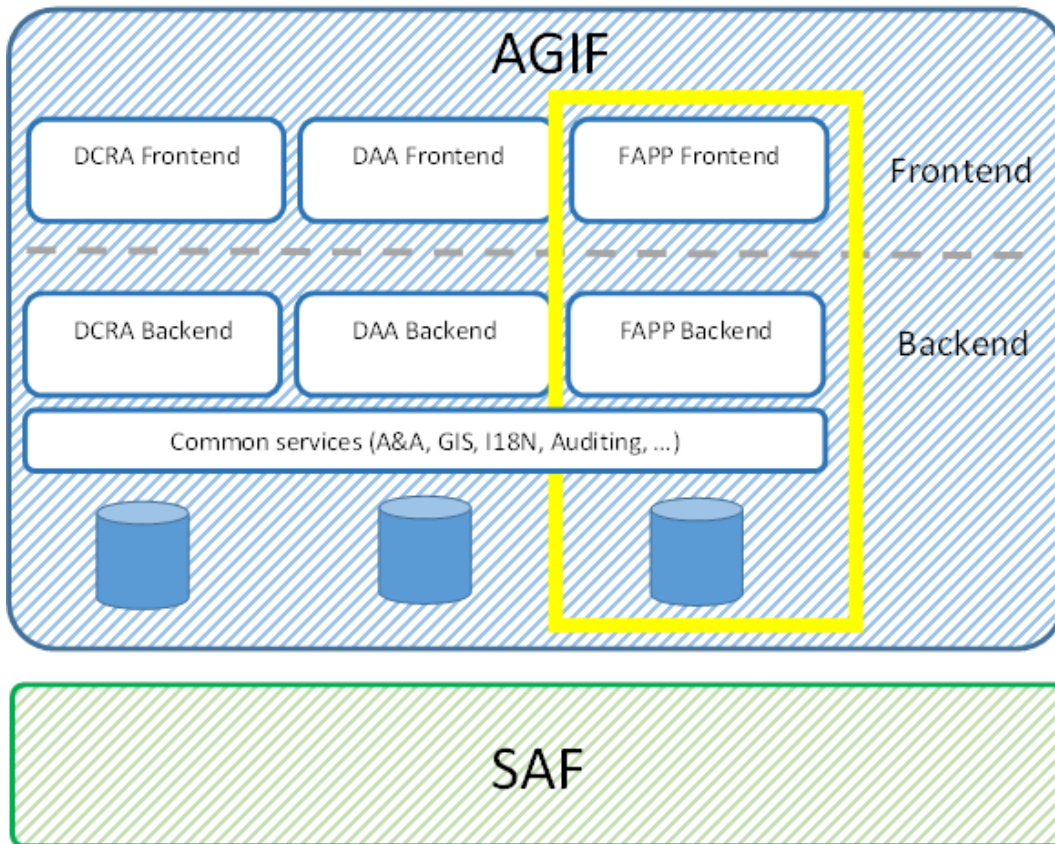 AGIF
DCRA Frontend
DAA Frontend
FAPP Frontend
Frontend
DCRA Backend
DAA Backend
FAPP Backend
Backend
Common services (A&A, GIS, I18N, Auditing, ...)
SAF